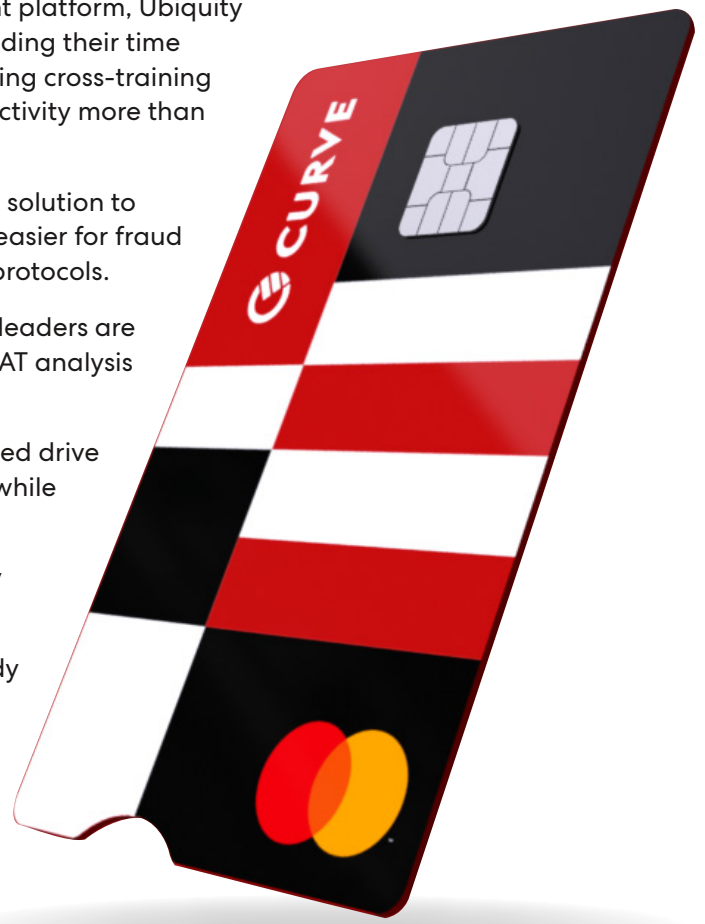 nt platform, Ubiquity
ding their time
ing cross-training
ctivity more than
solution to
easier for fraud
protocols.
leaders are
AT analysis
ed drive
while
dy
CURVE